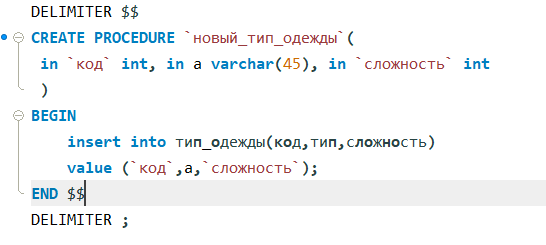 DELIMITER $$
CREATE PROCEDURE `новый_тип_одежды`(
in `код` int, in a varchar(45), in `сложность` int
)
BEGIN
insert into тип_одежды(код,тип,сложность)
value (`код`,a,`сложность`);
END $$
DELIMITER ;